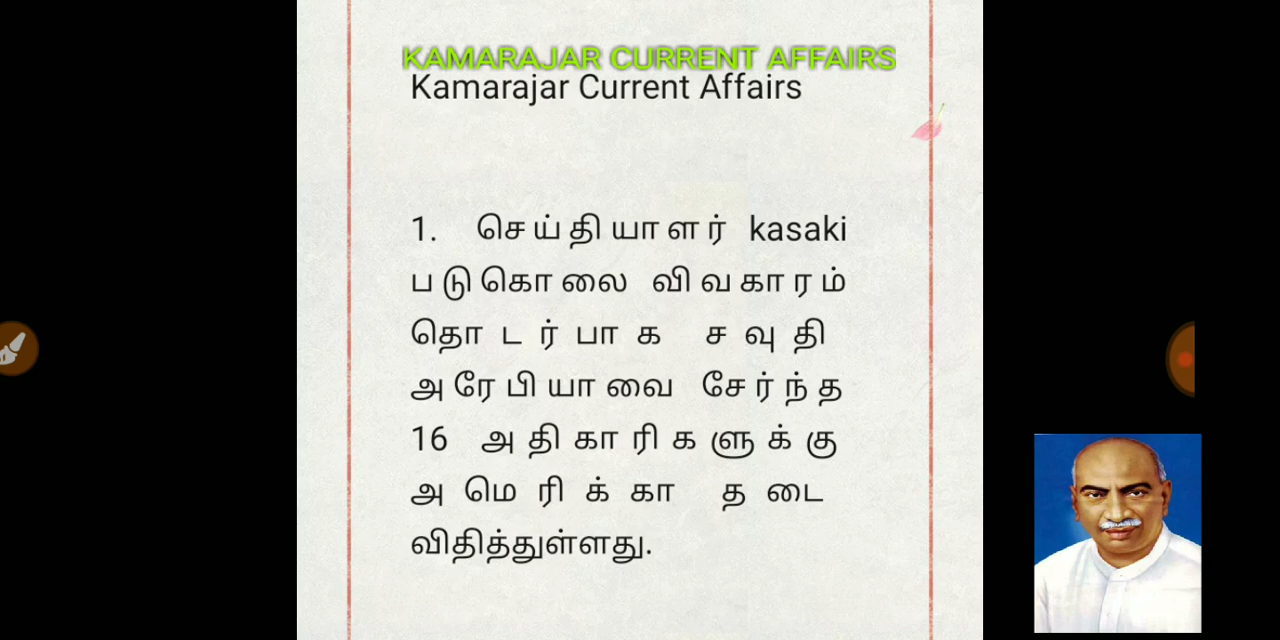 KAMARAJAR CURRENT AFFAIRS
Kamarajar Current Affairs
1. செய்தியாளர் kasaki
படுகொலை விவகாரம்
தொடர்பாக சவுதி
அரேபியாவை சேர்ந்த
16 அதிகாரிகளுக்கு
அமெரிக்கா தடை
விதித்துள்ளது.